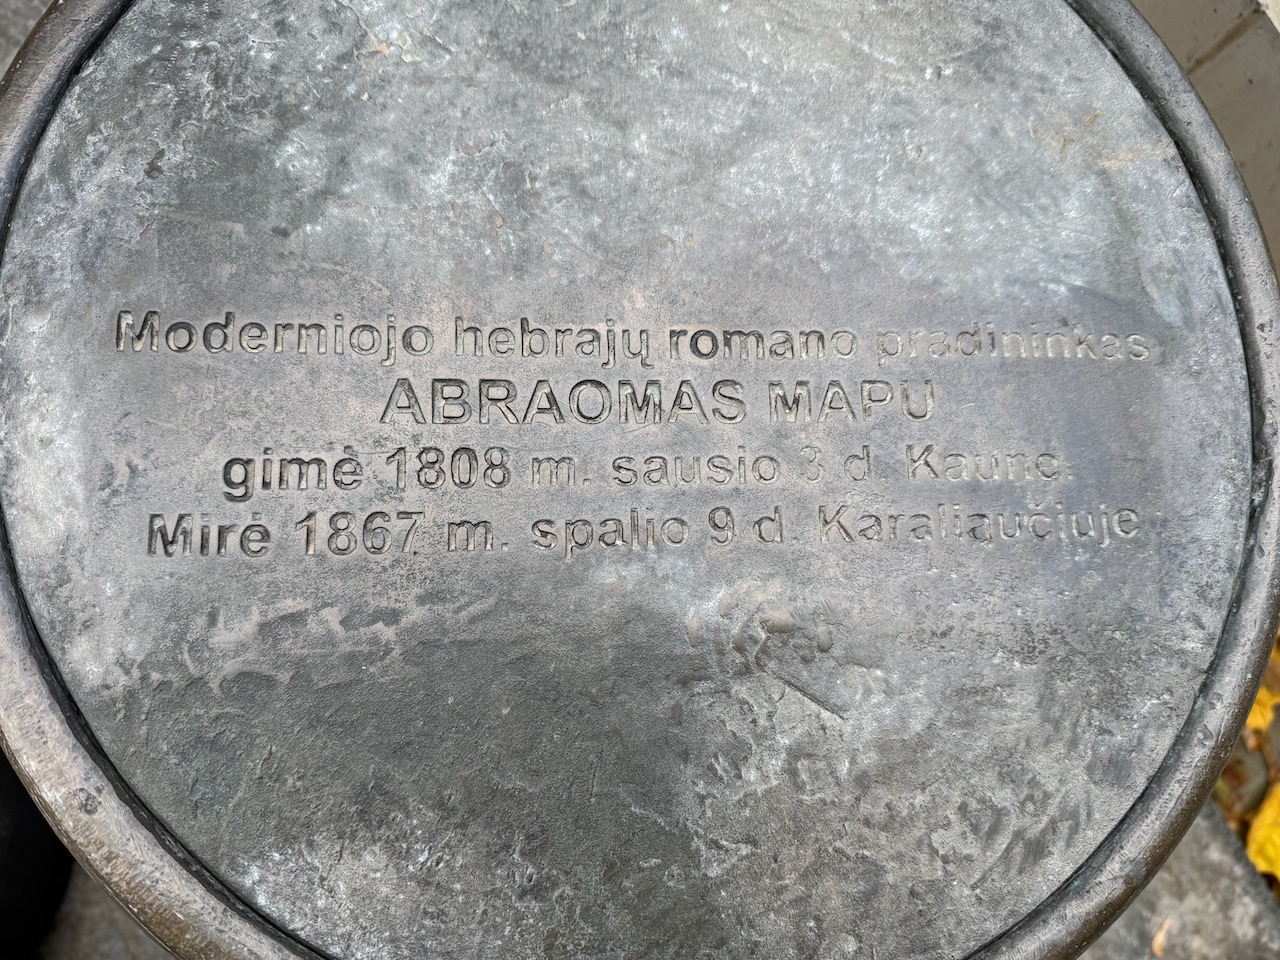 Moderniojo hebrajų romano pradininkas
ABRAOMAS MAPU
gimė 1808 m. sausio 3 d. Kaune.
Mirė 1867 m. spalio 9 d. Karaliaučiuje